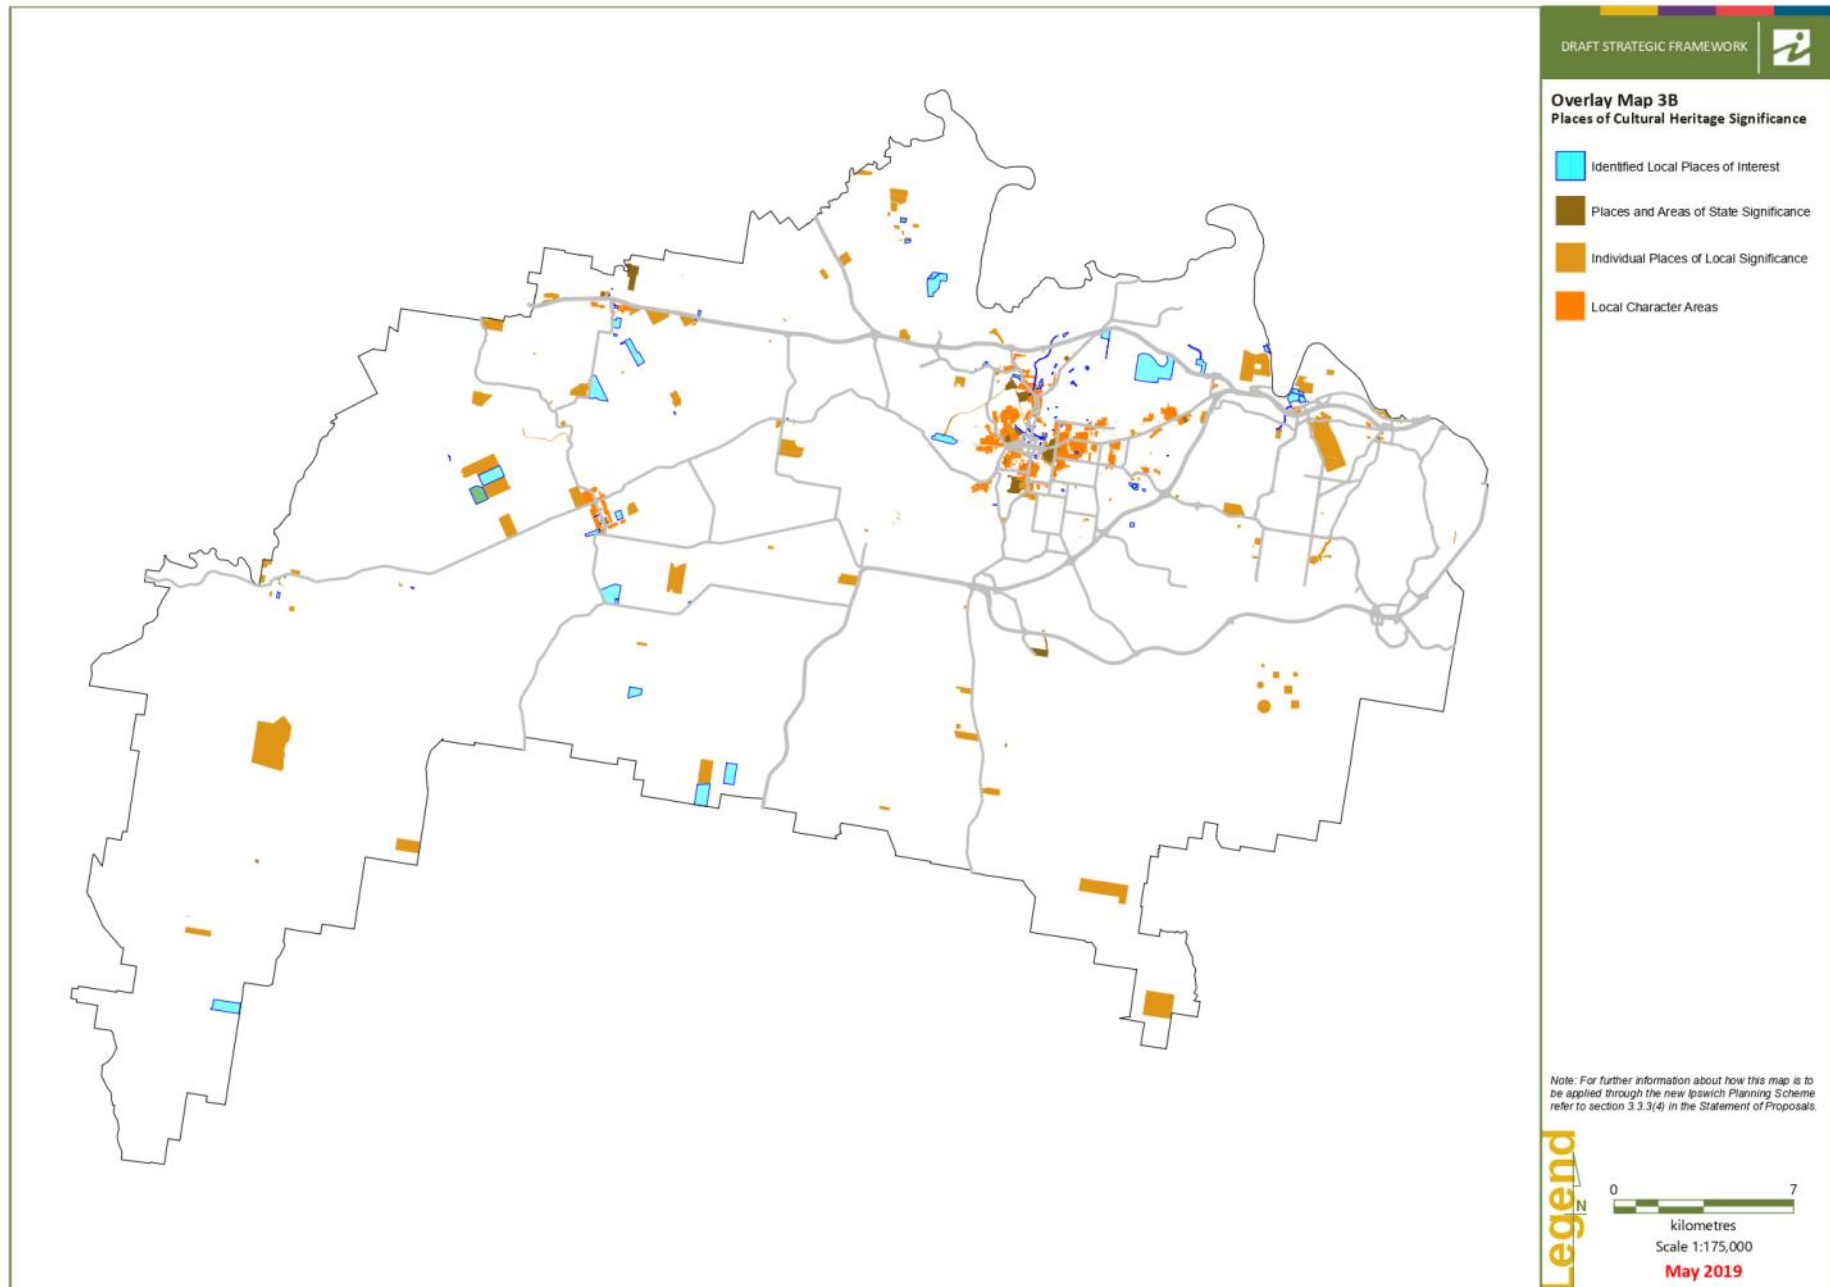 DRAFT STRATEGIC FRAMEWORK
Overlay Map 3B
Places of Cultural Heritage Significance
Identified Local Places of Interest
Places and Areas of State Significance
Individual Places of Local Significance
Local Character Areas
Note: For further information about how this map is to
be applied through the new Ipswich Planning Scheme
refer to section 3.3.3(4) in the Statement of Proposals.
Legend
N
0 7
kilometres
Scale 1:175,000
May 2019